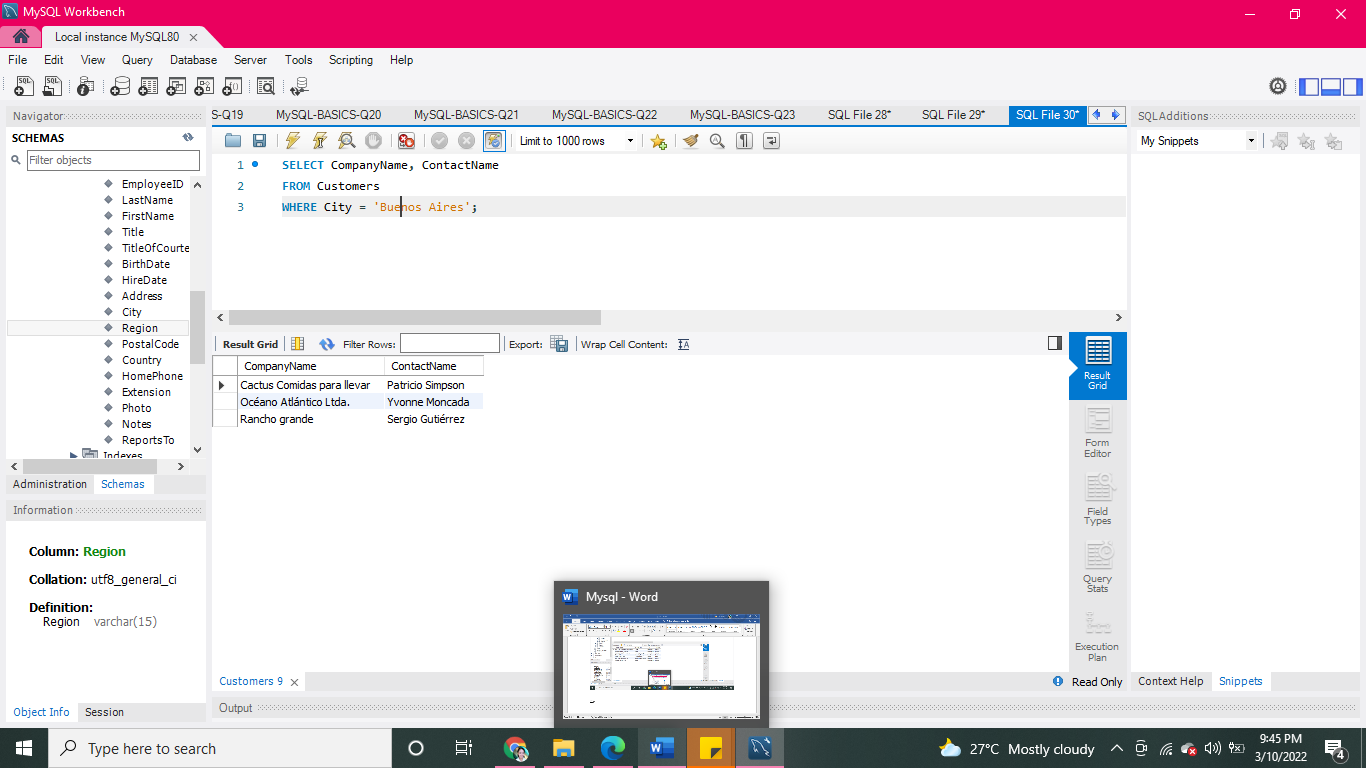 MySQL Workbench
Local instance MySQL80
File Edit View Query Database Server Tools Scripting Help
Navigator
SCHEMAS
Filter objects
EmployeeID
LastName
FirstName
Title
TitleOfCourte
BirthDate
HireDate
Address
City
Region
PostalCode
Country
HomePhone
Extension
Photo
Notes
ReportsTo
Indexes
Administration Schemas
Information
Column: Region
Collation: utf8_general_ci
Definition:
Region varchar(15)
Object Info Session
S-Q19 MySQL-BASICS-Q20 MySQL-BASICS-Q21 MySQL-BASICS-Q22 MySQL-BASICS-Q23 SQL File 28* SQL File 29* SQL File 30*
Limit to 1000 rows
1 SELECT CompanyName, ContactName
2 FROM Customers
3 WHERE City = 'Buenos Aires';
Result Grid Filter Rows: Export: Wrap Cell Content:
CompanyName ContactName
Cactus Comidas para llevar Patricio Simpson
Océano Atlántico Ltda. Yvonne Moncada
Rancho grande Sergio Gutiérrez
Result
Grid
Form
Editor
Field
Types
Query
Stats
Execution
Plan
Customers 9
Read Only
Output
SQLAdditions
My Snippets
Context Help Snippets
Mysql - Word
Type here to search
27°C Mostly cloudy
9:45 PM
3/10/2022
4